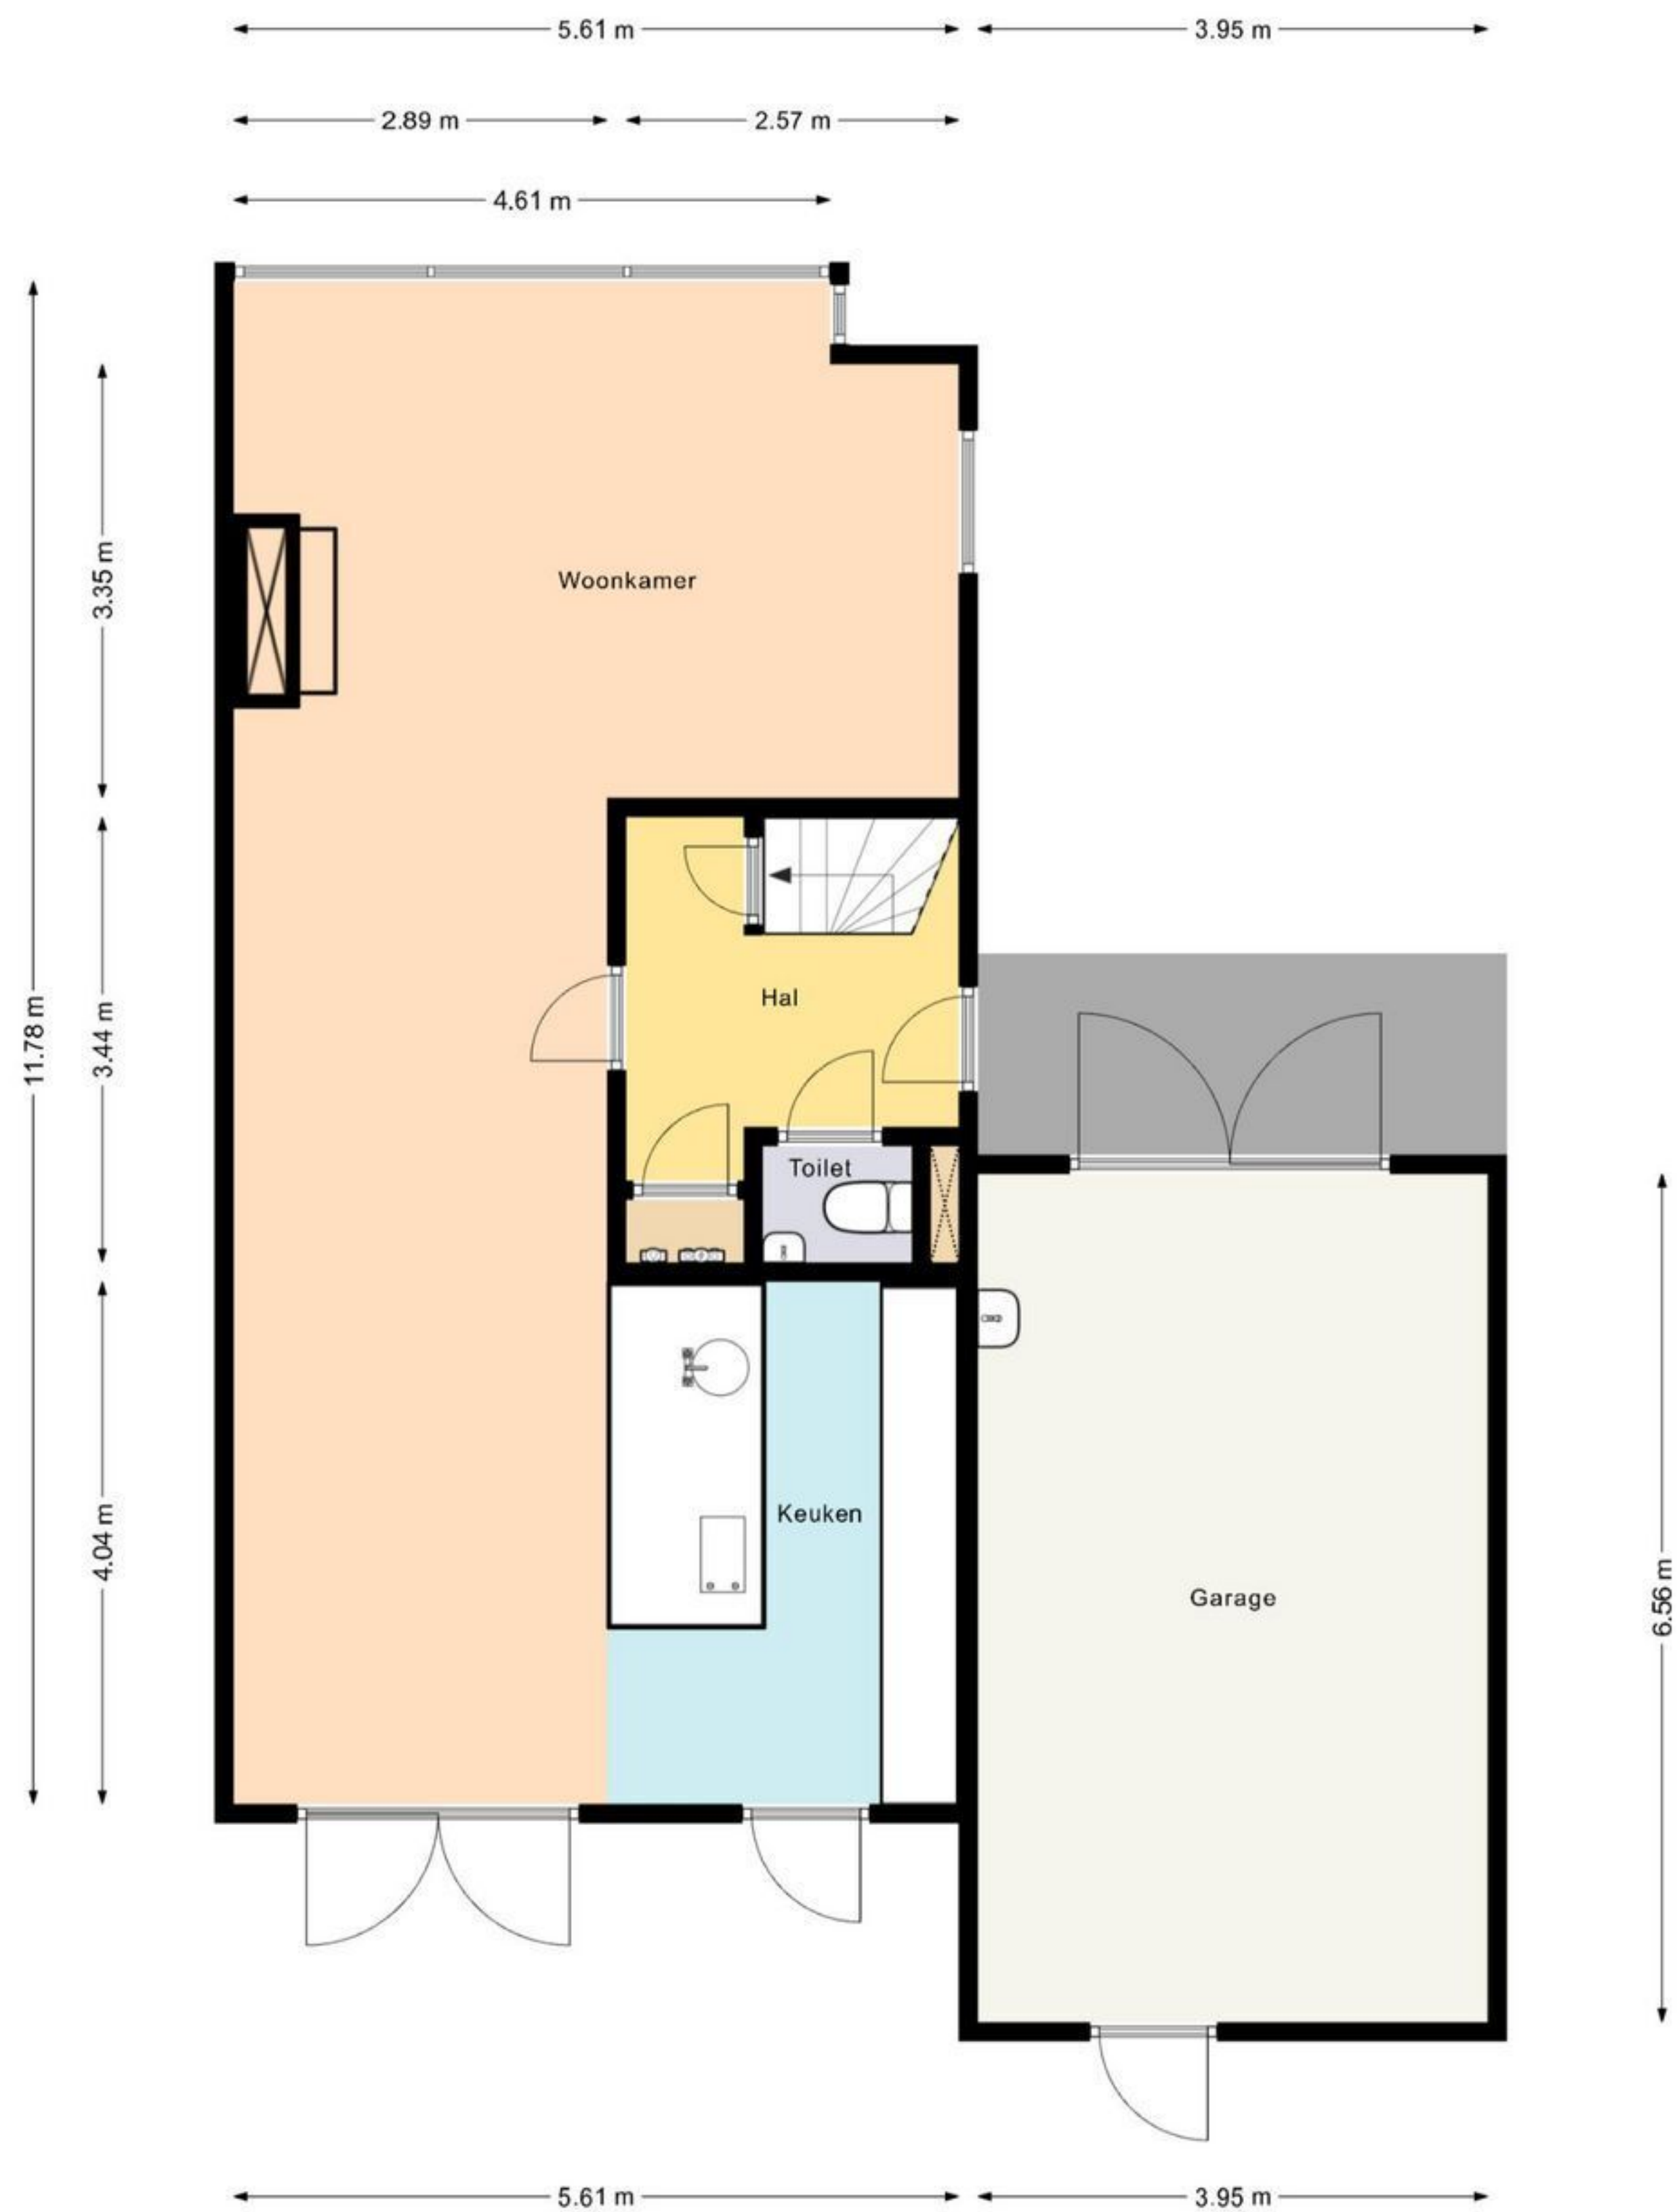 5.61 m
3.95 m
2.89 m
2.57 m
4.61 m
3.35 m
Woonkamer
11.78 m
3.44 m
Hal
Toilet
4.04 m
Keuken
Garage
6.56 m
5.61 m
3.95 m